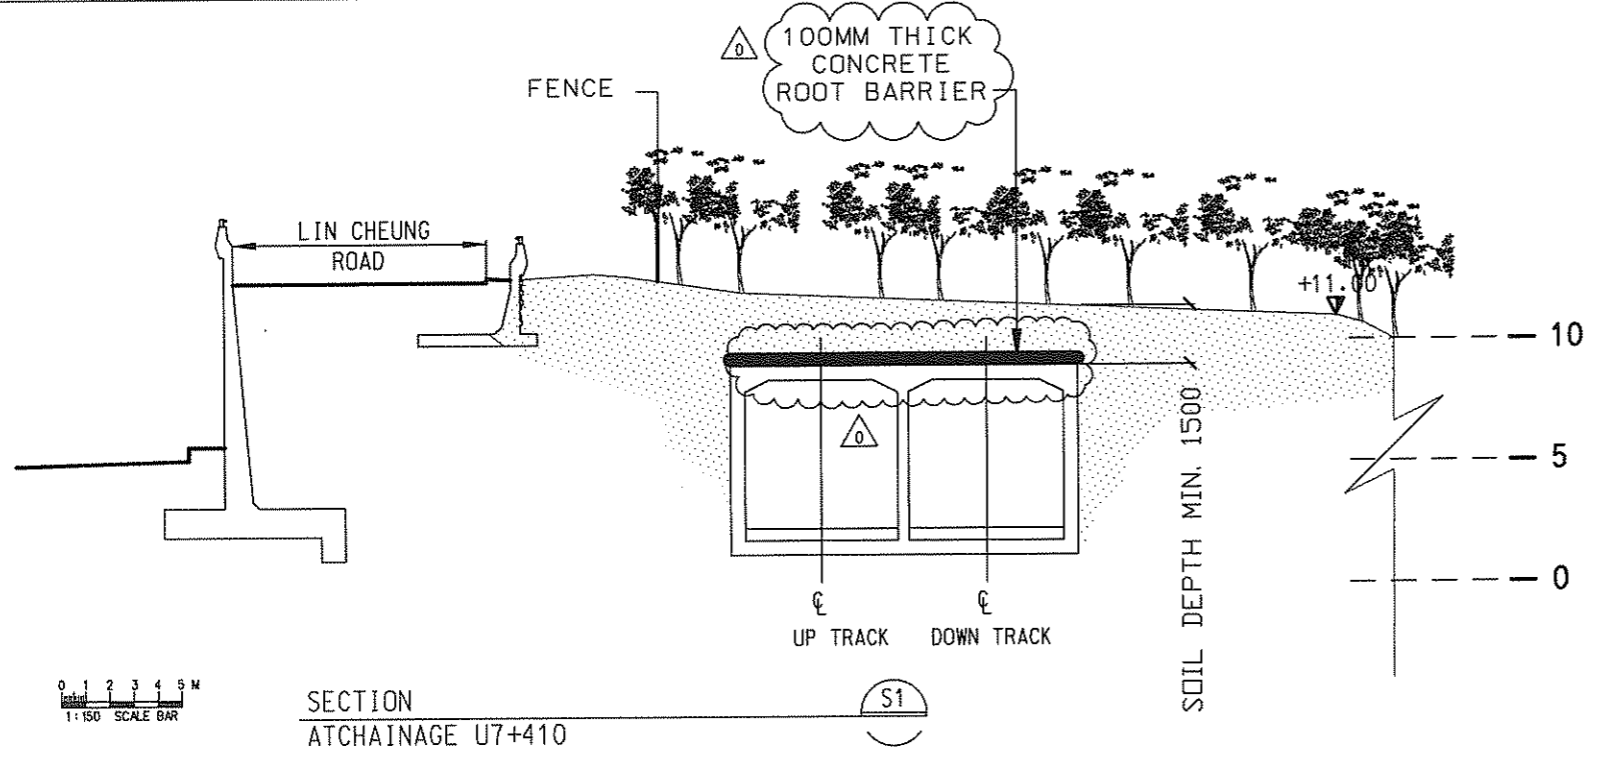 0
100MM THICK
CONCRETE
ROOT BARRIER
FENCE
LIN CHEUNG
ROAD
+11.00
10
5
0
0
SOIL DEPTH MIN. 1500
℄
℄
UP TRACK
DOWN TRACK
0 1 2 3 4 5 M
1:150 SCALE BAR
SECTION
S1
ATCHAINAGE U7+410